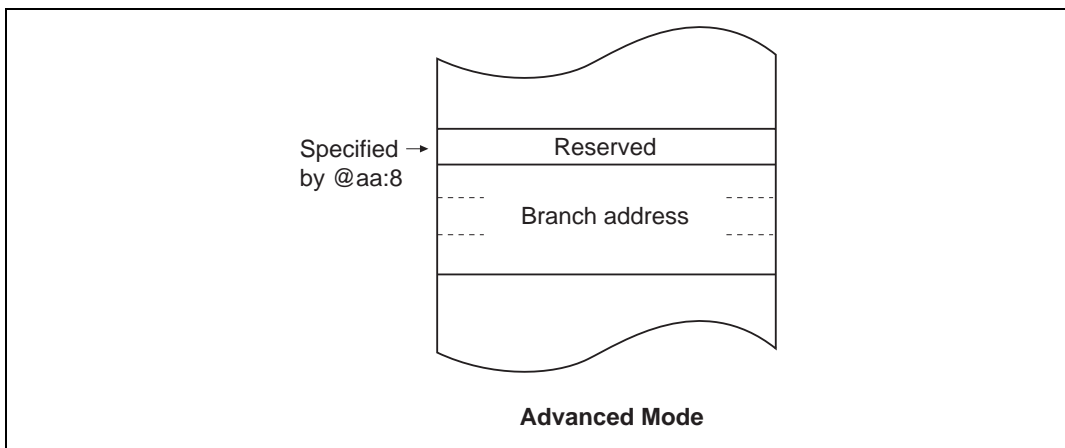 Reserved
Specified
by @aa:8
Branch address
Advanced Mode